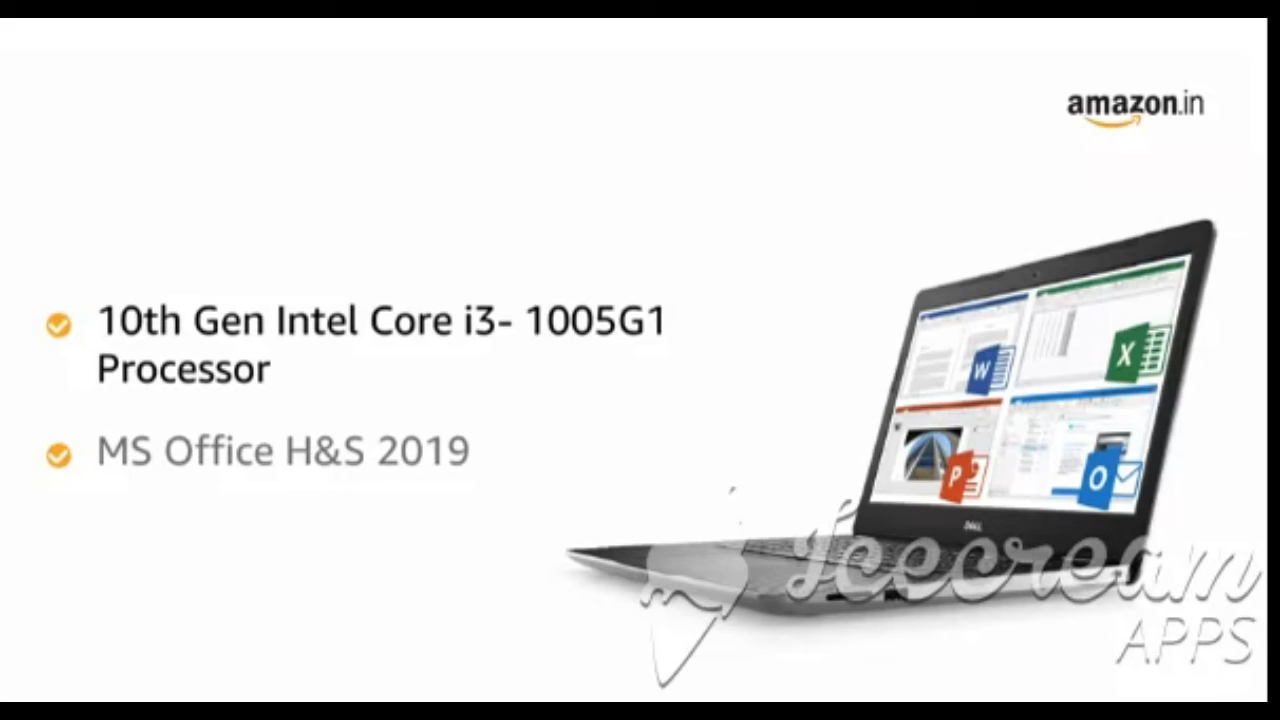 amazon.in
10th Gen Intel Core i3- 1005G1
Processor
MS Office H&S 2019
W
X
P
O
DELL
Icecream
APPS